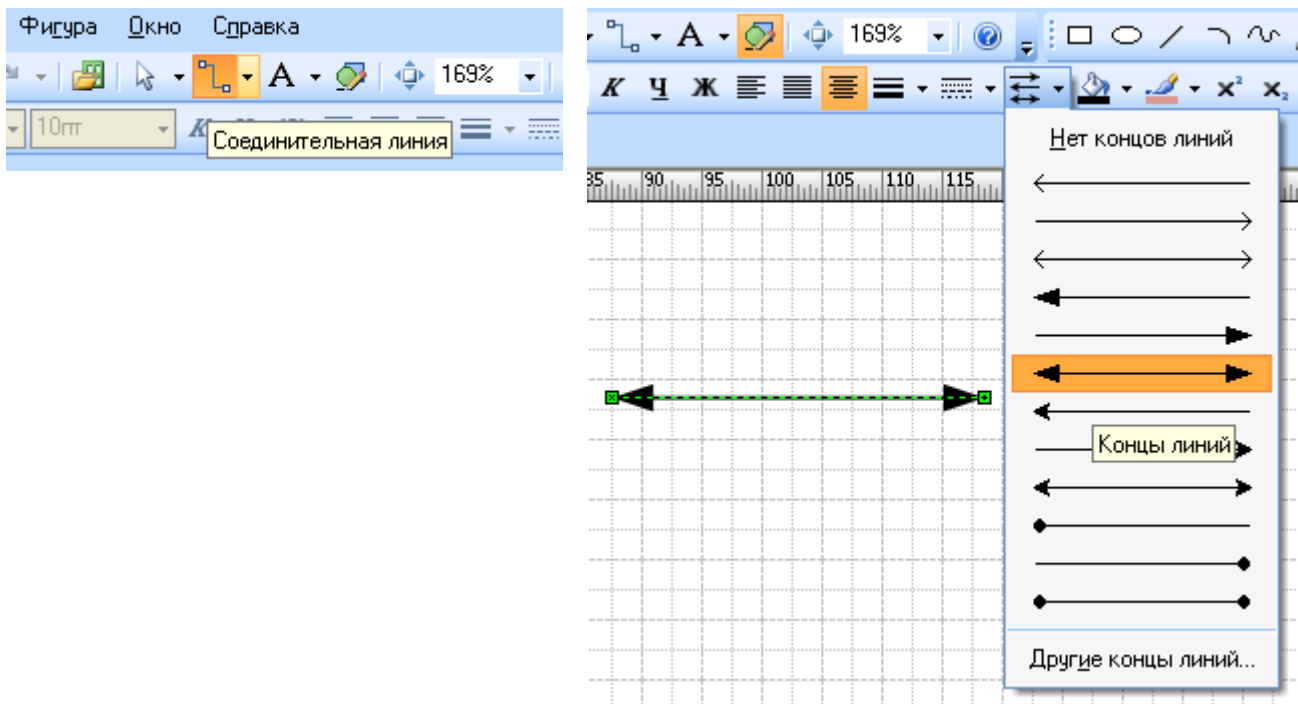 Фигура Окно Справка
A 169%
10пт К
Соединительная линия
A 169%
К Ч Ж x² x₂
Нет концов линий
85 90 95 100 105 110 115
Концы линий
Другие концы линий...